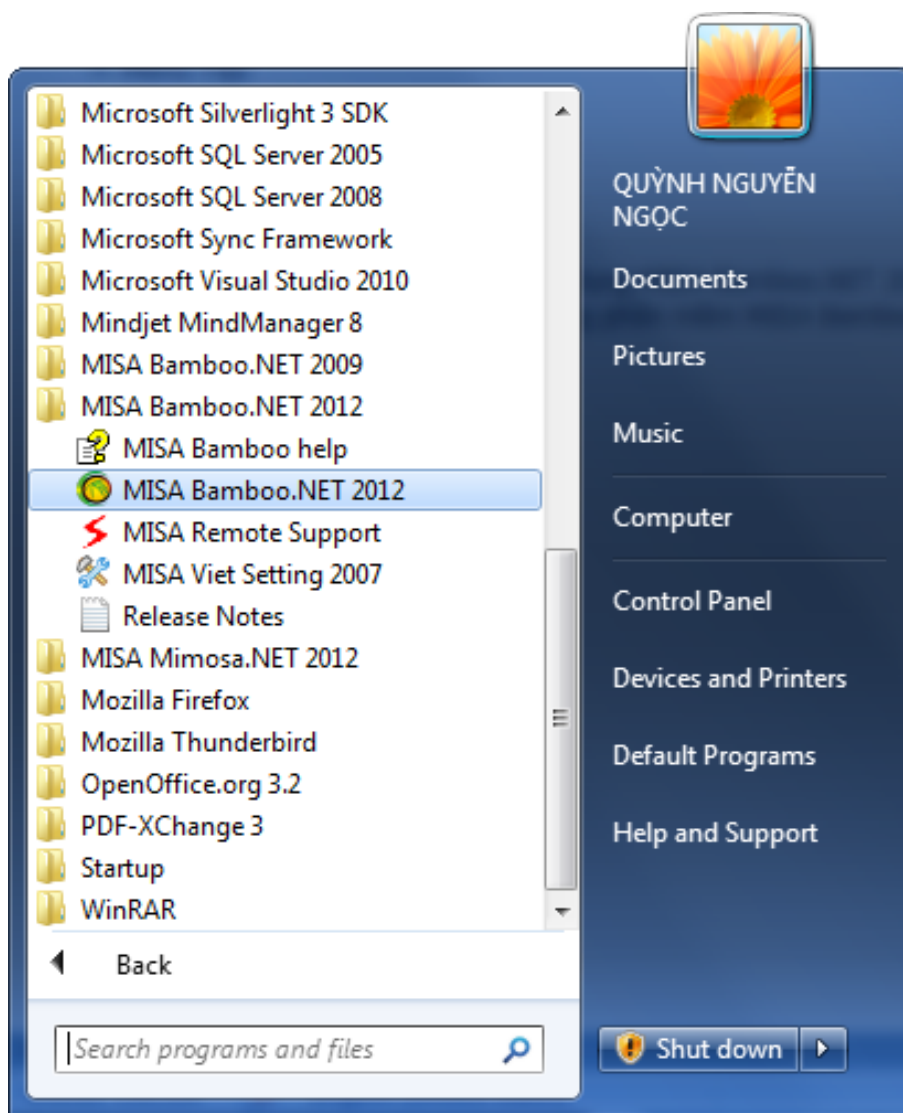 Microsoft Silverlight 3 SDK
Microsoft SQL Server 2005
Microsoft SQL Server 2008
Microsoft Sync Framework
Microsoft Visual Studio 2010
Mindjet MindManager 8
MISA Bamboo.NET 2009
MISA Bamboo.NET 2012
MISA Bamboo help
MISA Bamboo.NET 2012
MISA Remote Support
MISA Viet Setting 2007
Release Notes
MISA Mimosa.NET 2012
Mozilla Firefox
Mozilla Thunderbird
OpenOffice.org 3.2
PDF-XChange 3
Startup
WinRAR
Back
Search programs and files
QUỲNH NGUYỄN
NGỌC
Documents
Pictures
Music
Computer
Control Panel
Devices and Printers
Default Programs
Help and Support
Shut down